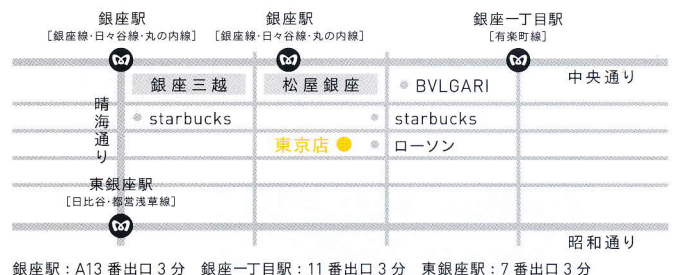 銀座駅
[銀座線・日々谷線・丸の内線]
銀座駅
[銀座線・日々谷線・丸の内線]
銀座一丁目駅
[有楽町線]
中央通り
銀座三越
松屋銀座
BVLGARI
晴海通り
starbucks
starbucks
東京店
ローソン
東銀座駅
[日比谷・都営浅草線]
昭和通り
銀座駅：A13 番出口 3 分　銀座一丁目駅：11 番出口 3 分　東銀座駅：7 番出口 3 分